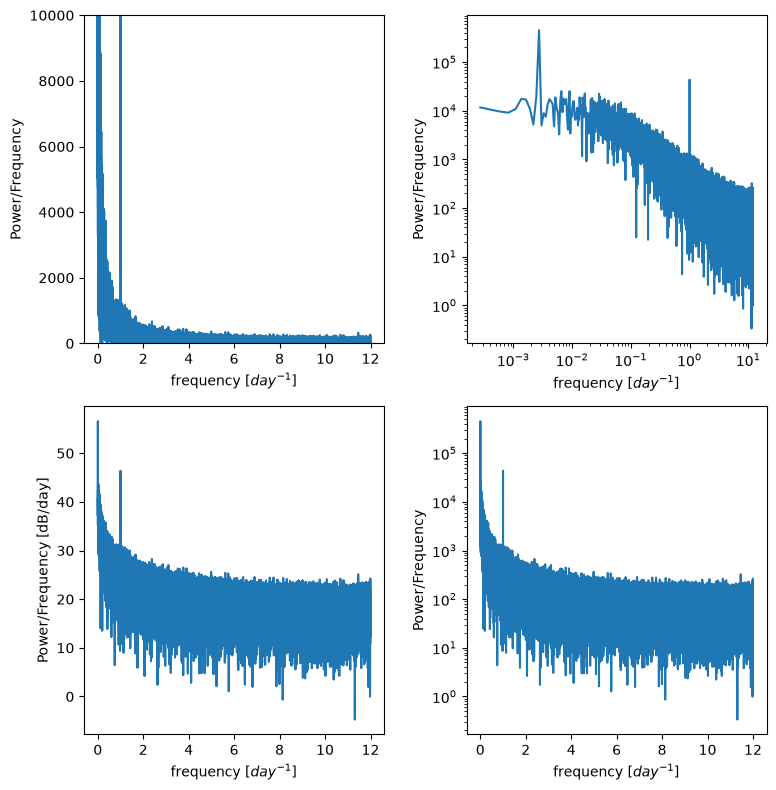 10000
8000
6000
4000
2000
0
Power/Frequency
0 2 4 6 8 10 12
frequency [day⁻¹]
10⁵
10⁴
10³
10²
10¹
10⁰
Power/Frequency
10⁻³ 10⁻² 10⁻¹ 10⁰ 10¹
frequency [day⁻¹]
50
40
30
20
10
0
Power/Frequency [dB/day]
0 2 4 6 8 10 12
frequency [day⁻¹]
10⁵
10⁴
10³
10²
10¹
10⁰
Power/Frequency
0 2 4 6 8 10 12
frequency [day⁻¹]